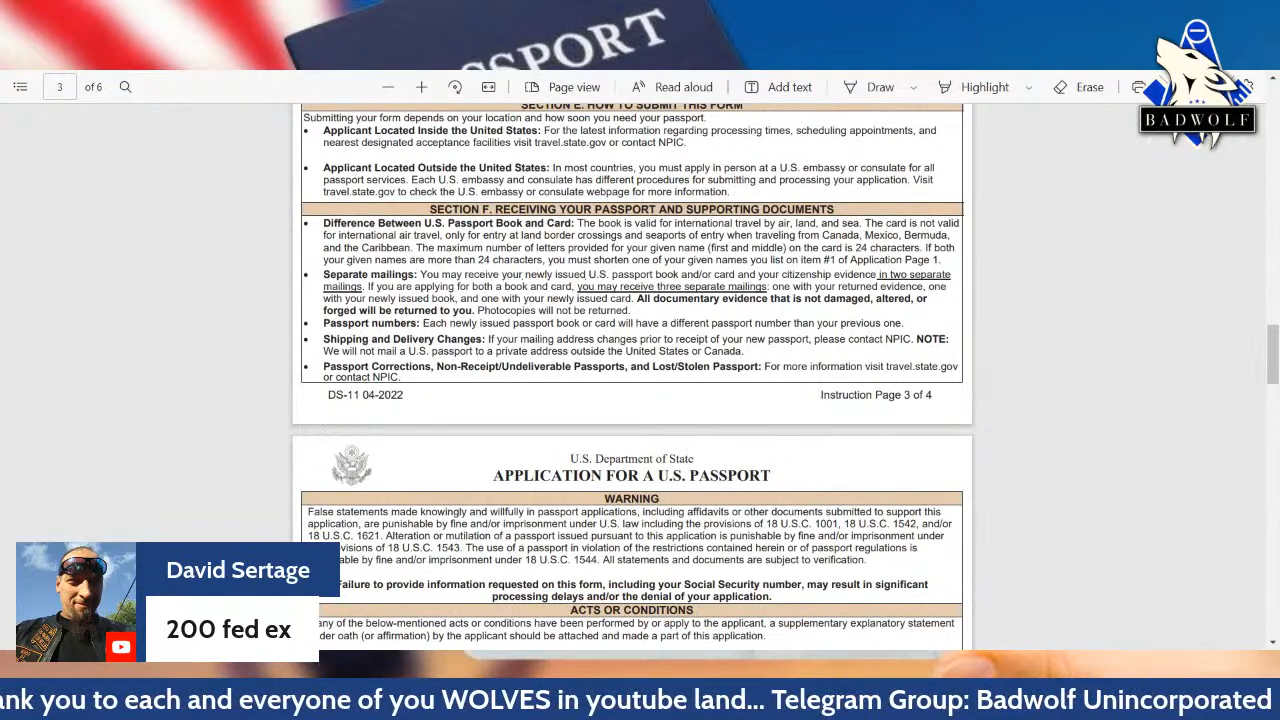 SSPORT
3 of 6
Page view
Read aloud
Add text
Draw
Highlight
Erase
BADWOLF
SECTION E. HOW TO SUBMIT THIS FORM
Submitting your form depends on your location and how soon you need your passport.
• Applicant Located Inside the United States: For the latest information regarding processing times, scheduling appointments, and
nearest designated acceptance facilities visit travel.state.gov or contact NPIC.
• Applicant Located Outside the United States: In most countries, you must apply in person at a U.S. embassy or consulate for all
passport services. Each U.S. embassy and consulate has different procedures for submitting and processing your application. Visit
travel.state.gov to check the U.S. embassy or consulate webpage for more information.
SECTION F. RECEIVING YOUR PASSPORT AND SUPPORTING DOCUMENTS
• Difference Between U.S. Passport Book and Card: The book is valid for international travel by air, land, and sea. The card is not valid
for international air travel, only for entry at land border crossings and seaports of entry when traveling from Canada, Mexico, Bermuda,
and the Caribbean. The maximum number of letters provided for your given name (first and middle) on the card is 24 characters. If both
your given names are more than 24 characters, you must shorten one of your given names you list on item #1 of Application Page 1.
• Separate mailings: You may receive your newly issued U.S. passport book and/or card and your citizenship evidence in two separate
mailings. If you are applying for both a book and card, you may receive three separate mailings: one with your returned evidence, one
with your newly issued book, and one with your newly issued card. All documentary evidence that is not damaged, altered, or
forged will be returned to you. Photocopies will not be returned.
• Passport numbers: Each newly issued passport book or card will have a different passport number than your previous one.
• Shipping and Delivery Changes: If your mailing address changes prior to receipt of your new passport, please contact NPIC. NOTE:
We will not mail a U.S. passport to a private address outside the United States or Canada.
• Passport Corrections, Non-Receipt/Undeliverable Passports, and Lost/Stolen Passport: For more information visit travel.state.gov
or contact NPIC.
DS-11 04-2022 Instruction Page 3 of 4
U.S. Department of State
APPLICATION FOR A U.S. PASSPORT
WARNING
False statements made knowingly and willfully in passport applications, including affidavits or other documents submitted to support this
application, are punishable by fine and/or imprisonment under U.S. law including the provisions of 18 U.S.C. 1001, 18 U.S.C. 1542, and/or
18 U.S.C. 1621. Alteration or mutilation of a passport issued pursuant to this application is punishable by fine and/or imprisonment under
visions of 18 U.S.C. 1543. The use of a passport in violation of the restrictions contained herein or of passport regulations is
able by fine and/or imprisonment under 18 U.S.C. 1544. All statements and documents are subject to verification.
Failure to provide information requested on this form, including your Social Security number, may result in significant
processing delays and/or the denial of your application.
ACTS OR CONDITIONS
any of the below-mentioned acts or conditions have been performed by or apply to the applicant, a supplementary explanatory statement
der oath (or affirmation) by the applicant should be attached and made a part of this application.
David Sertage
200 fed ex
ank you to each and everyone of you WOLVES in youtube land... Telegram Group: Badwolf Unincorporated